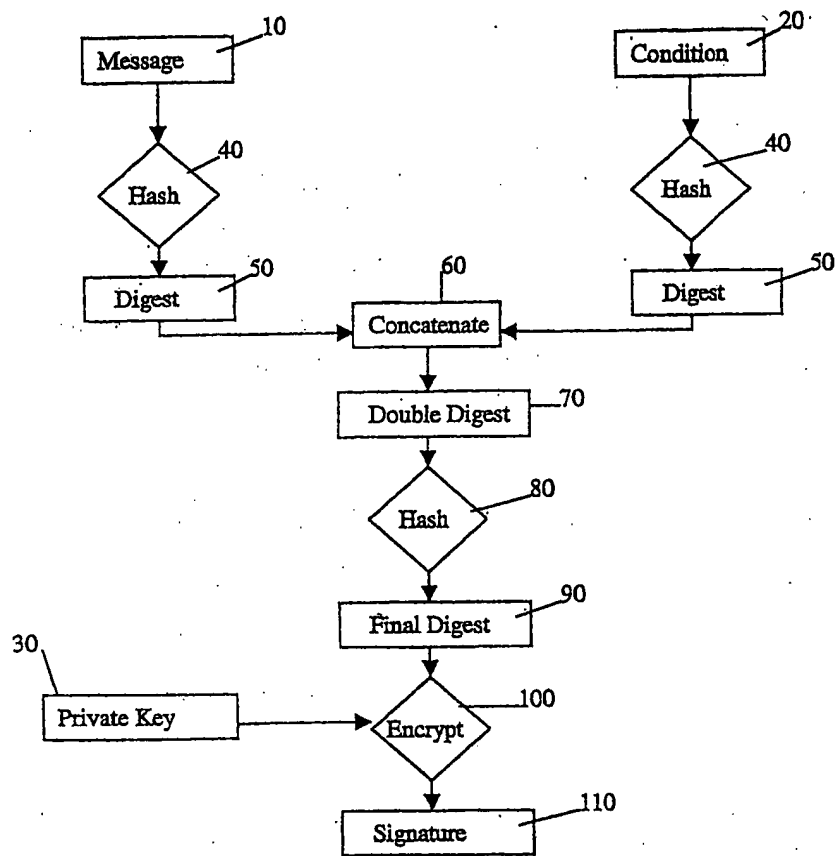 10
20
Message
Condition
40
40
Hash
Hash
50
50
Digest
Digest
60
Concatenate
70
Double Digest
80
Hash
90
Final Digest
30
100
Private Key
Encrypt
110
Signature